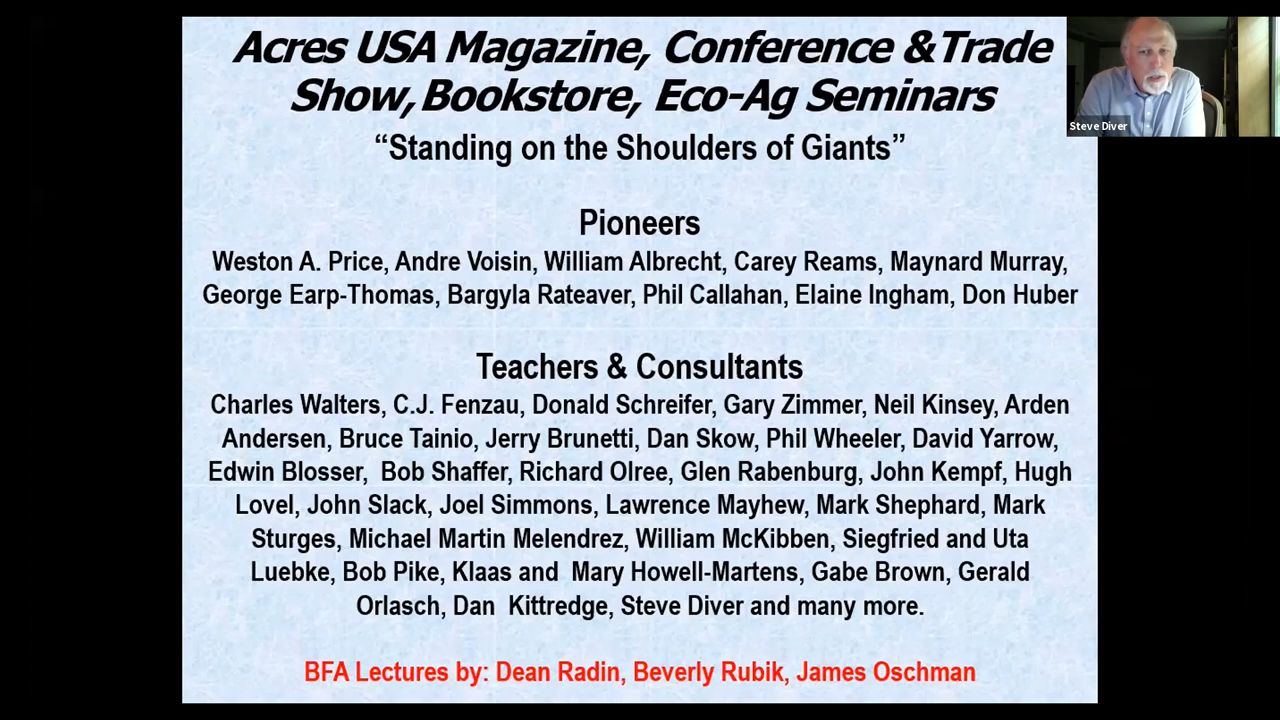 Acres USA Magazine, Conference & Trade
Show, Bookstore, Eco-Ag Seminars
“Standing on the Shoulders of Giants”
Pioneers
Weston A. Price, Andre Voisin, William Albrecht, Carey Reams, Maynard Murray,
George Earp-Thomas, Bargyla Rateaver, Phil Callahan, Elaine Ingham, Don Huber
Teachers & Consultants
Charles Walters, C.J. Fenzau, Donald Schreifer, Gary Zimmer, Neil Kinsey, Arden
Andersen, Bruce Tainio, Jerry Brunetti, Dan Skow, Phil Wheeler, David Yarrow,
Edwin Blosser, Bob Shaffer, Richard Olree, Glen Rabenburg, John Kempf, Hugh
Lovel, John Slack, Joel Simmons, Lawrence Mayhew, Mark Shephard, Mark
Sturges, Michael Martin Melendrez, William McKibben, Siegfried and Uta
Luebke, Bob Pike, Klaas and Mary Howell-Martens, Gabe Brown, Gerald
Orlasch, Dan Kittredge, Steve Diver and many more.
BFA Lectures by: Dean Radin, Beverly Rubik, James Oschman
Steve Diver